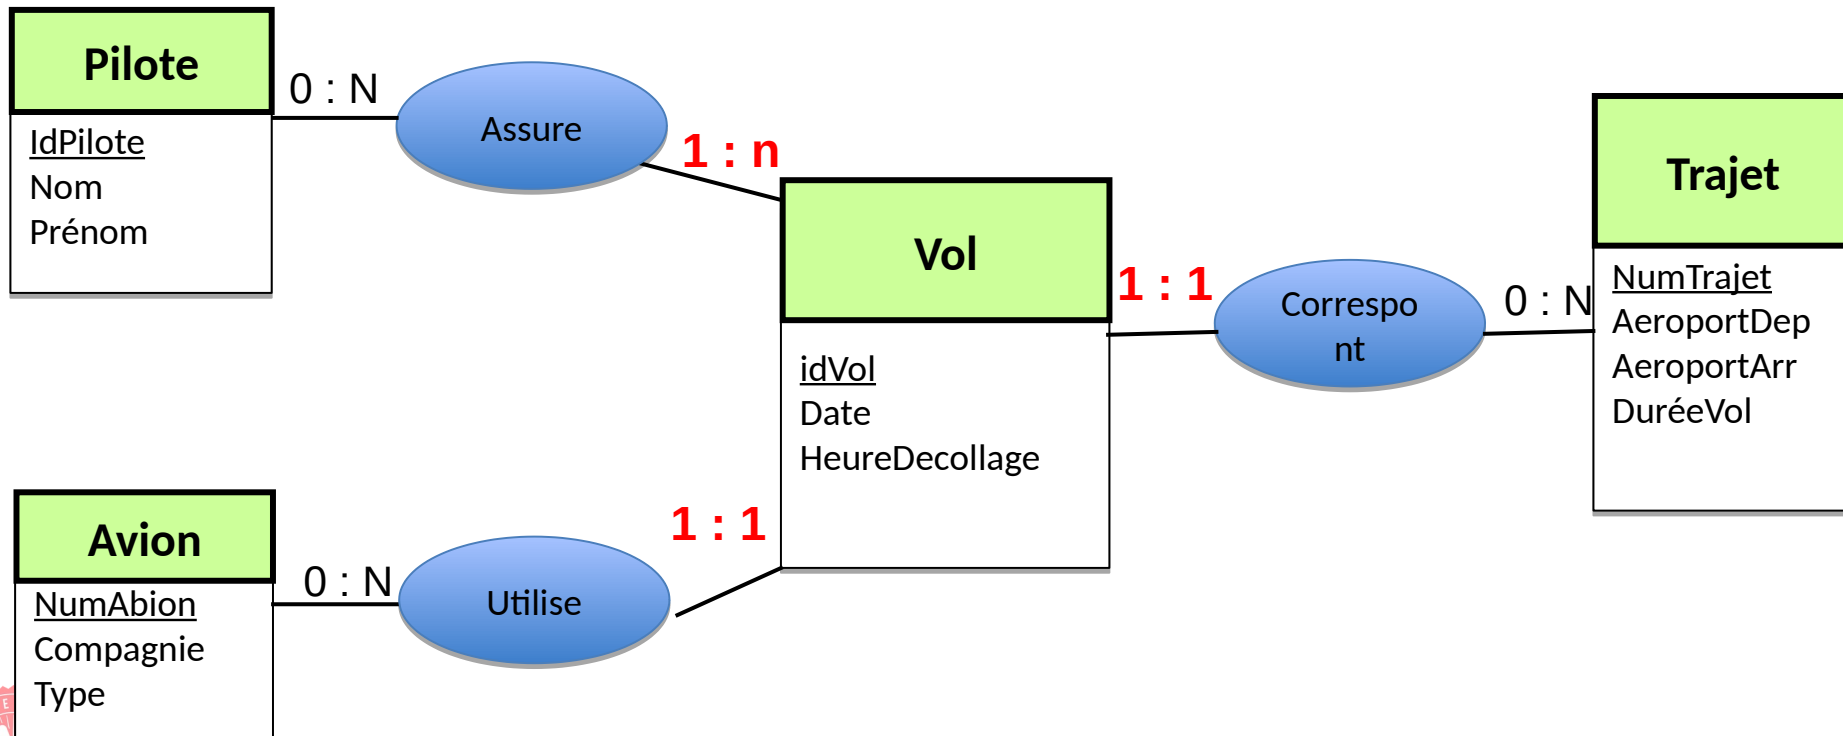 Pilote
IdPilote
Nom
Prénom
0 : N
Assure
1 : n
Vol
idVol
Date
HeureDecollage
1 : 1
Correspo
nt
0 : N
Trajet
NumTrajet
AeroportDep
AeroportArr
DuréeVol
Avion
NumAbion
Compagnie
Type
0 : N
Utilise
1 : 1
E